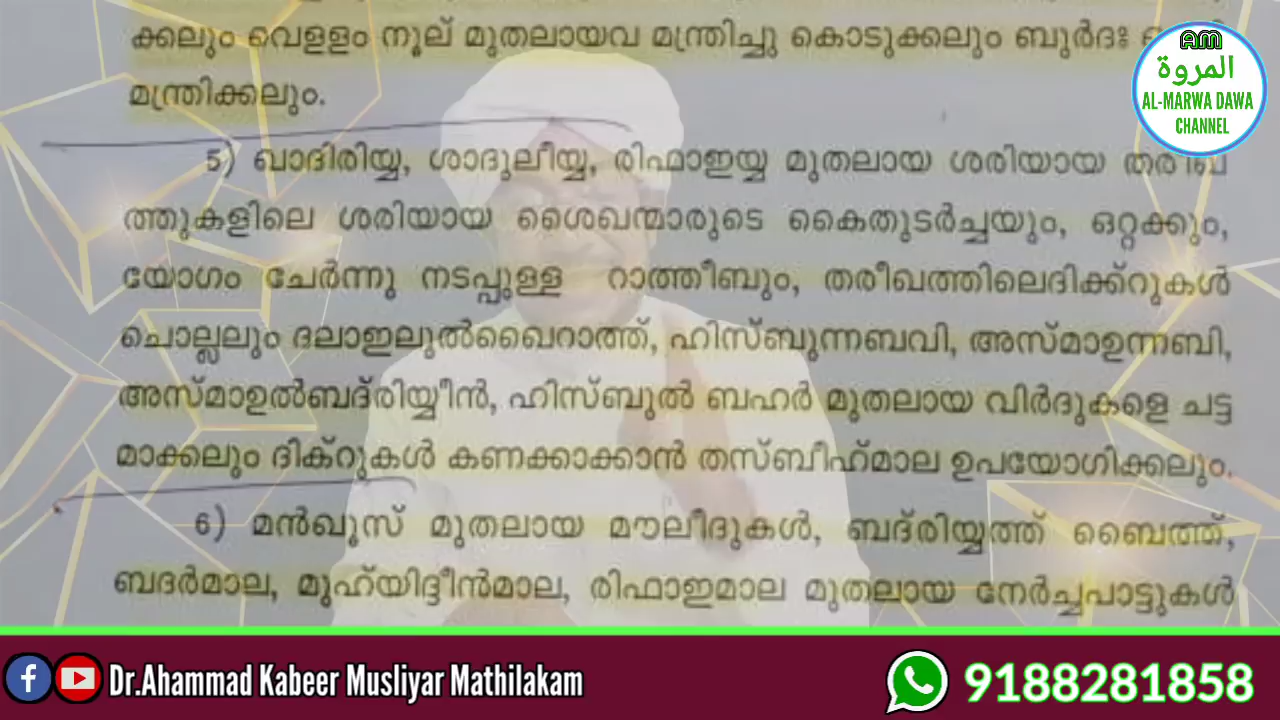 ക്കലും വെള്ളം നൂല് മുതലായവ മന്ത്രിച്ചു കൊടുക്കലും ബുർദഃ
മന്ത്രിക്കലും.
5) ഖാദിരിയ്യ, ശാദുലീയ്യ, രിഫാഇയ്യ മുതലായ ശരിയായ
ത്തുകളിലെ ശരിയായ ശൈഖന്മാരുടെ കൈതുടർച്ചയും, ഒറ്റക്കും,
യോഗം ചേർന്നു നടപ്പുള്ള റാത്തീബും, തരീഖത്തിലെദിക്ക്റുകൾ
ചൊല്ലലും ദലാഇലുൽഖൈറാത്ത്, ഹിസ്ബുന്നബവി, അസ്മാഉന്നബി,
അസ്മാഉൽബദ്‌രിയ്യീൻ, ഹിസ്ബുൽ ബഹർ മുതലായ വിർദുകളെ ചട്ട
മാക്കലും ദിക്റുകൾ കണക്കാക്കാൻ തസ്ബീഹ്‌മാല ഉപയോഗിക്കലും.
6) മൻഖൂസ് മുതലായ മൗലീദുകൾ, ബദ്‌രിയ്യത്ത് ബൈത്ത്,
ബദർമാല, മുഹ്‌യിദ്ദീൻമാല, രിഫാഇമാല മുതലായ നേർച്ചപാട്ടുകൾ
AM
المروة
AL-MARWA DAWA
CHANNEL
Dr.Ahammad Kabeer Musliyar Mathilakam
9188281858